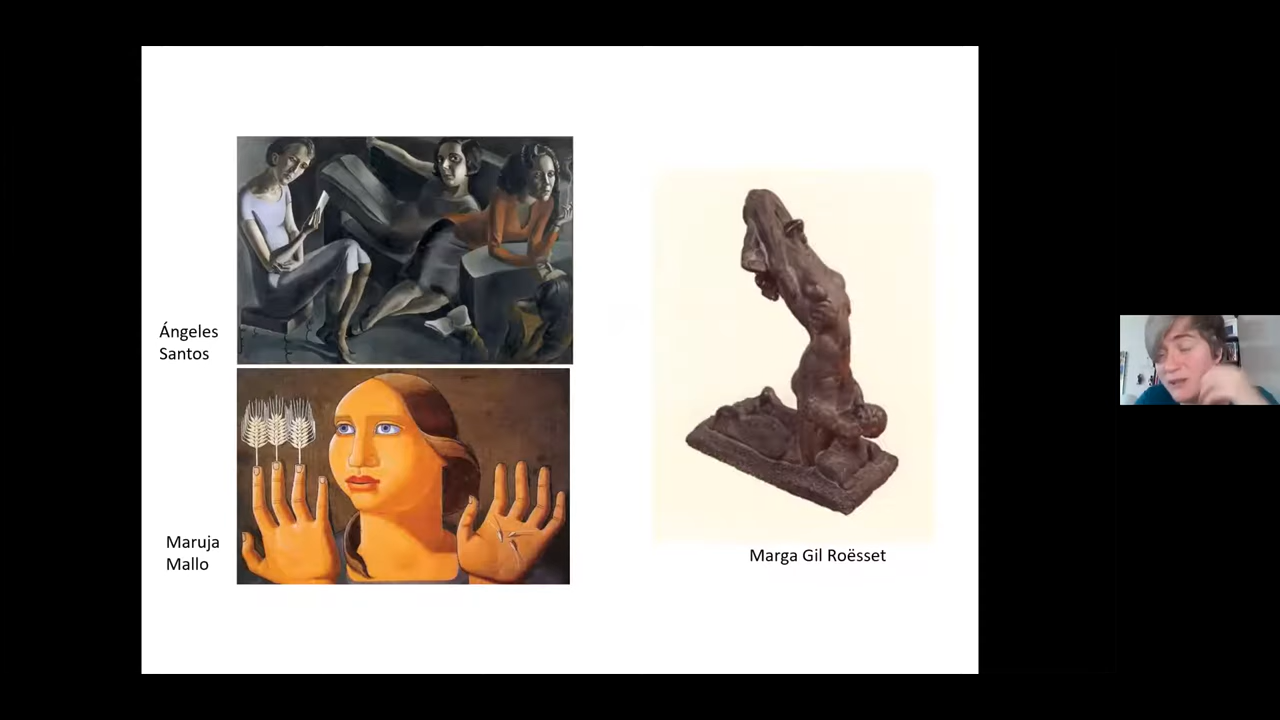 Ángeles
Santos
Maruja
Mallo
Marga Gil Roësset